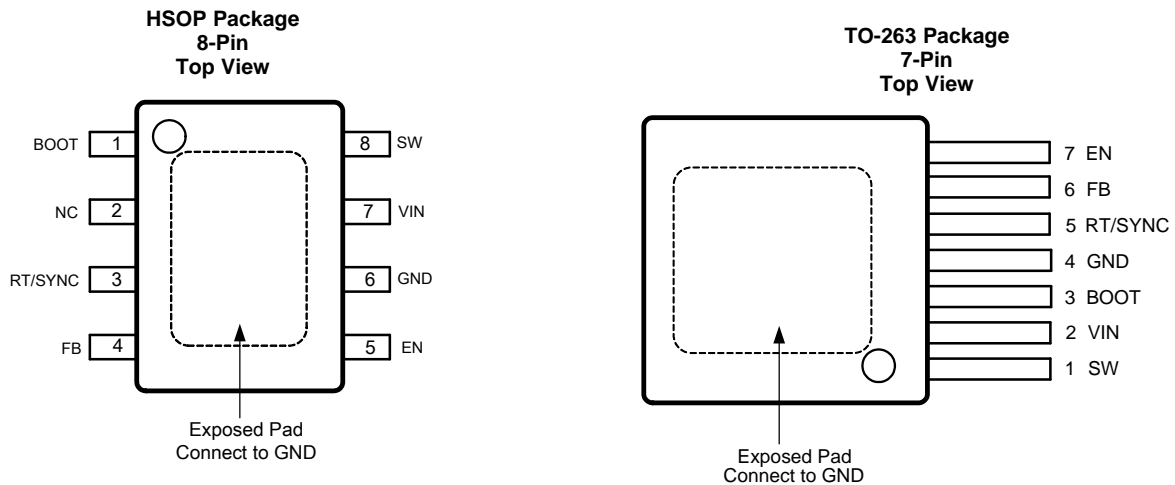 HSOP Package
8-Pin
Top View
BOOT 1
8 SW
NC 2
7 VIN
RT/SYNC 3
6 GND
FB 4
5 EN
Exposed Pad
Connect to GND
TO-263 Package
7-Pin
Top View
7 EN
6 FB
5 RT/SYNC
4 GND
3 BOOT
2 VIN
1 SW
Exposed Pad
Connect to GND